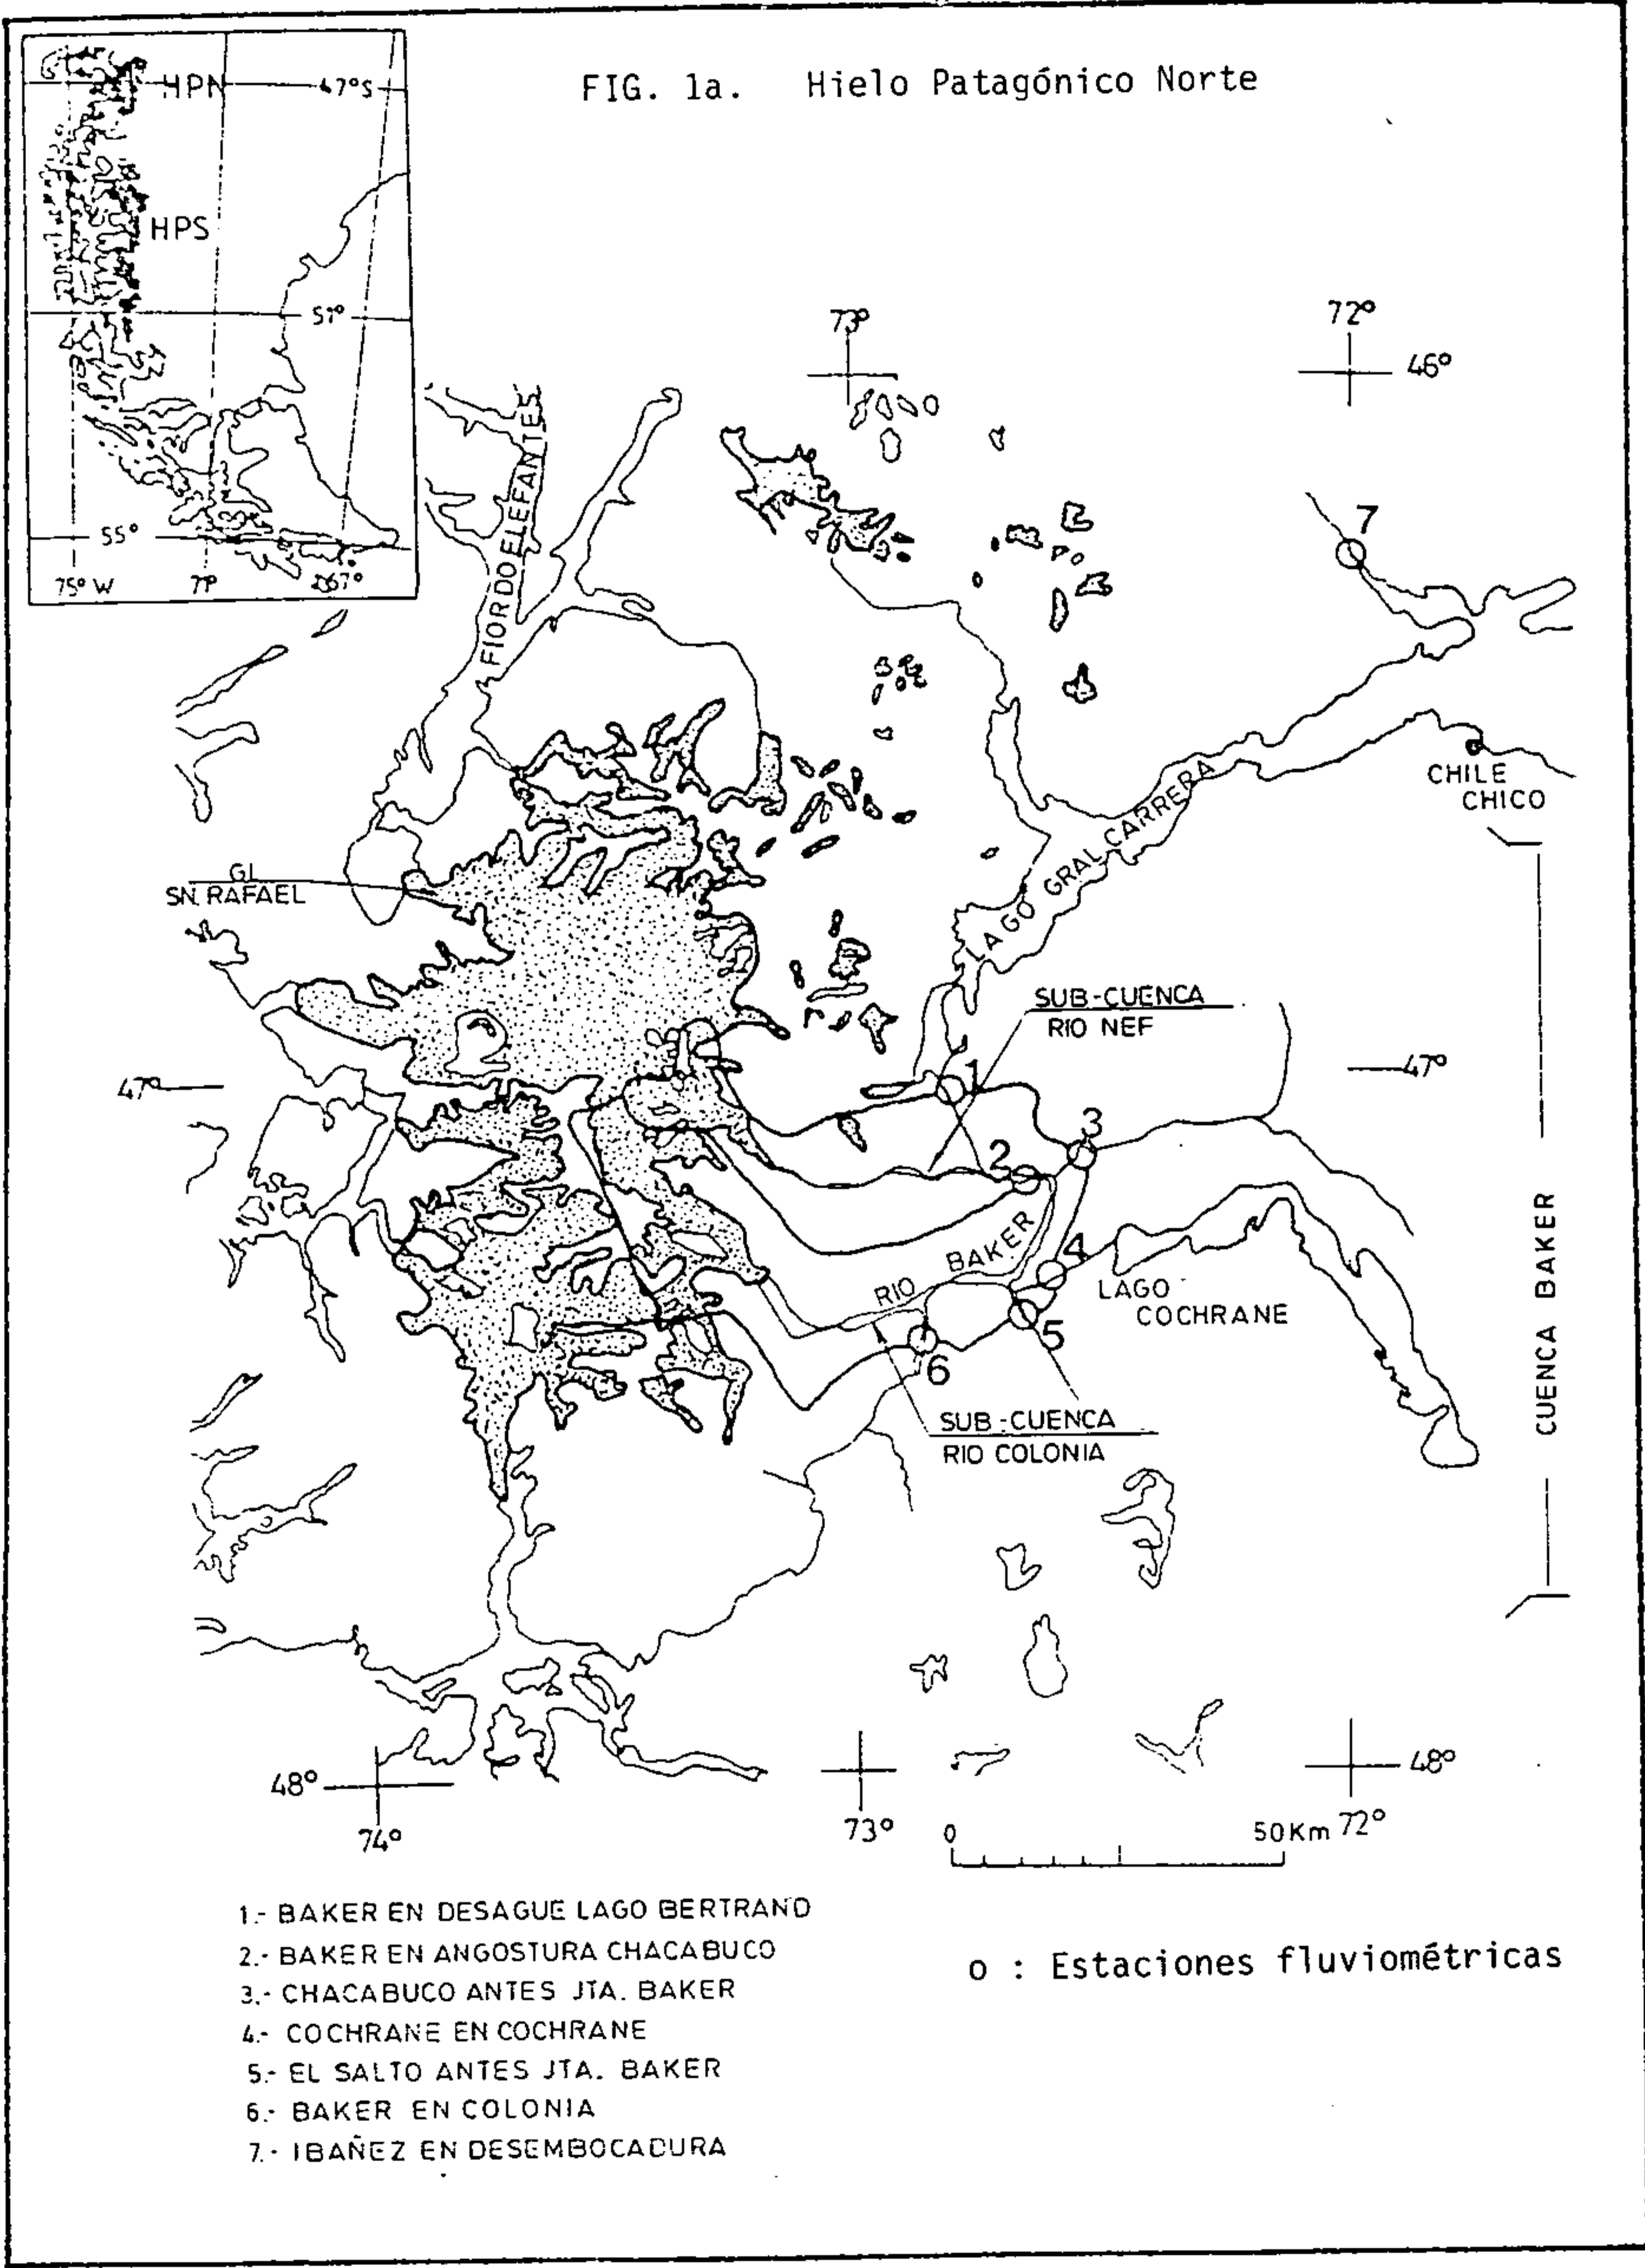 FIG. 1a. Hielo Patagónico Norte
HPN
47°S
HPS
51°
55°
75° W
71°
67°
73°
72°
46°
FIORDO ELEFANTES
7
CHILE
CHICO
LAGO GRAL CARRERA
GL
SN. RAFAEL
SUB-CUENCA
RIO NEF
47°
47°
1
2
3
RIO BAKER
4
LAGO
COCHRANE
5
6
CUENCA BAKER
SUB-CUENCA
RIO COLONIA
48°
48°
74°
73°
72°
0
50Km
1.- BAKER EN DESAGUE LAGO BERTRAND
2.- BAKER EN ANGOSTURA CHACABUCO
3.- CHACABUCO ANTES JTA. BAKER
4.- COCHRANE EN COCHRANE
5.- EL SALTO ANTES JTA. BAKER
6.- BAKER EN COLONIA
7.- IBAÑEZ EN DESEMBOCADURA
o : Estaciones fluviométricas